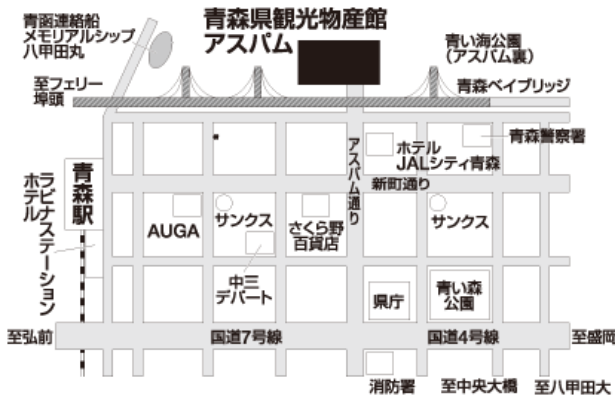 青函連絡船
メモリアルシップ
八甲田丸
青森県観光物産館
アスパム
青い海公園
（アスパム裏）
至フェリー
埠頭
青森ベイブリッジ
青森警察署
ホテル
JALシティ青森
アスパム通り
新町通り
青森駅
ラビナステーション
ホテル
AUGA
サンクス
さくら野
百貨店
サンクス
中三
デパート
県庁
青い森
公園
至弘前
国道7号線
国道4号線
至盛岡
消防署
至中央大橋
至八甲田大